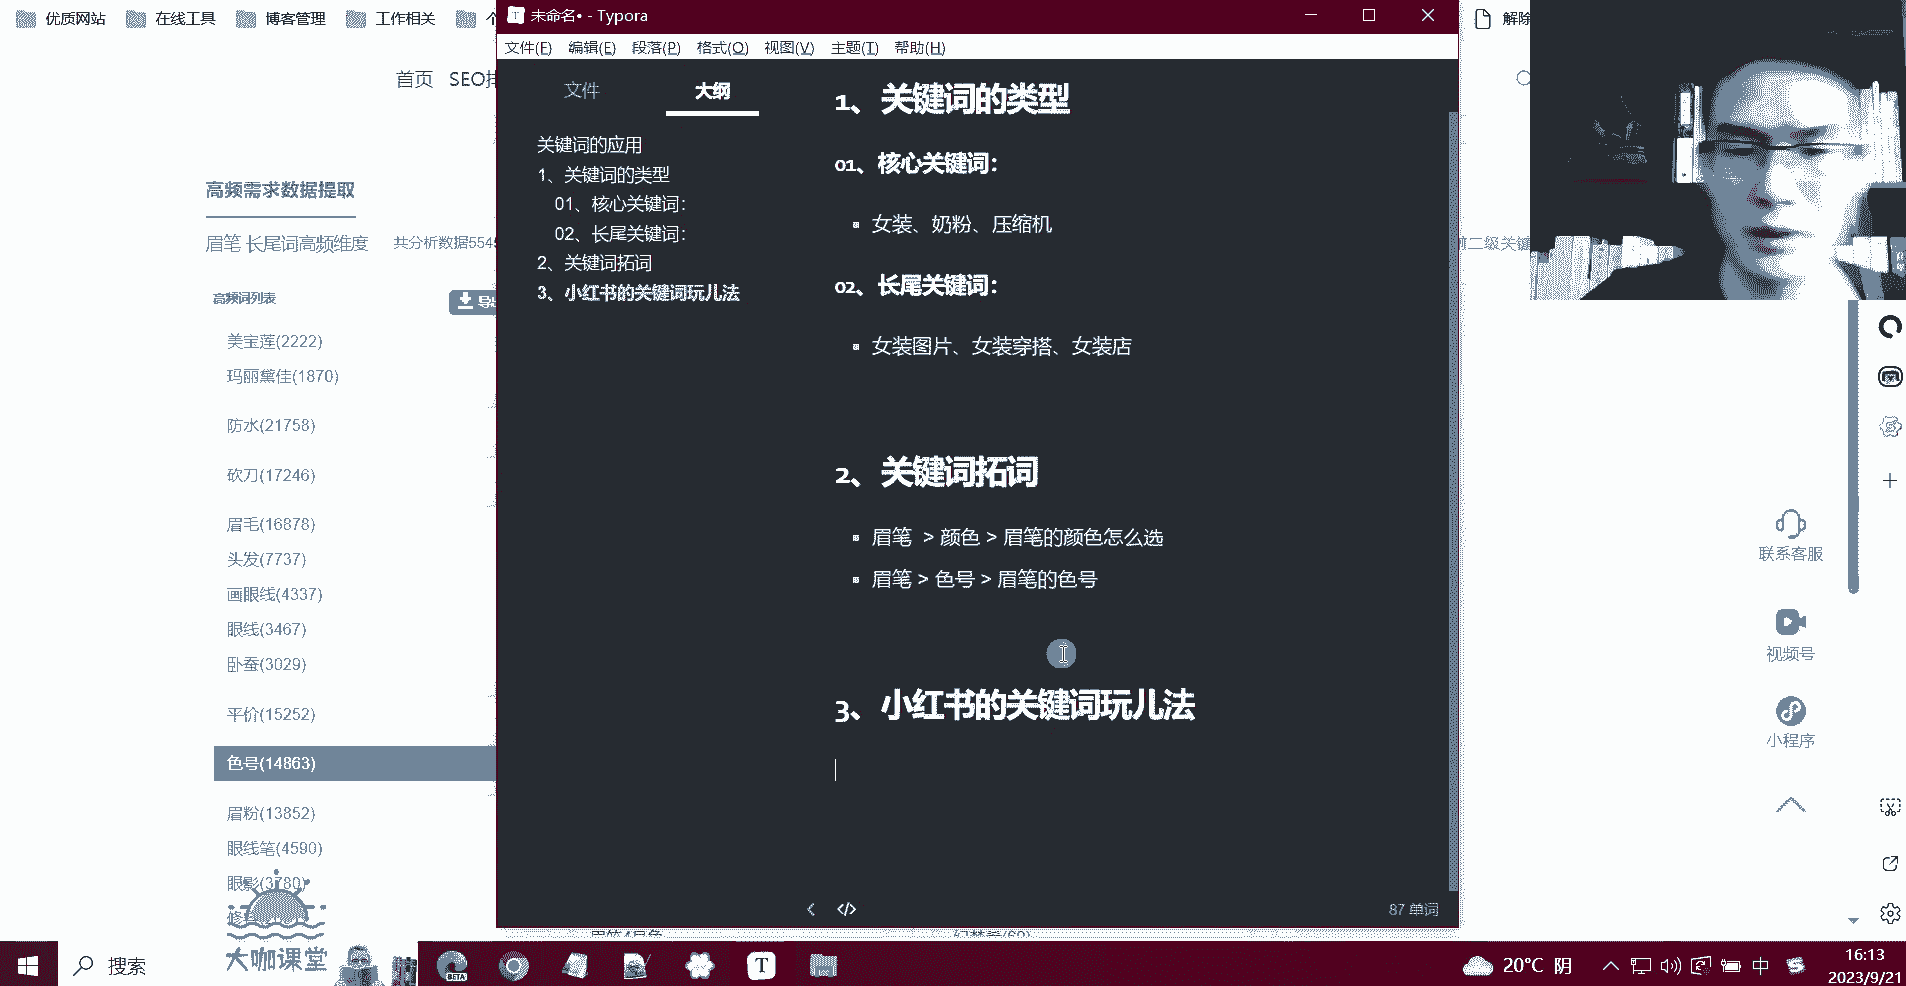 优质网站
在线工具
博客管理
工作相关
未命名• - Typora
解除
文件(F) 编辑(E) 段落(P) 格式(O) 视图(V) 主题(T) 帮助(H)
首页 SEO排
文件
大纲
关键词的应用
1、关键词的类型
01、核心关键词：
02、长尾关键词：
2、关键词拓词
3、小红书的关键词玩儿法
1、关键词的类型
01、核心关键词：
女装、奶粉、压缩机
02、长尾关键词：
女装图片、女装穿搭、女装店
2、关键词拓词
眉笔 > 颜色 > 眉笔的颜色怎么选
眉笔 > 色号 > 眉笔的色号
3、小红书的关键词玩儿法
87 单词
高频需求数据提取
眉笔 长尾词高频维度
共分析数据5545
二级关键
高频词列表
导出
美宝莲(2222)
玛丽黛佳(1870)
防水(21758)
砍刀(17246)
眉毛(16878)
头发(7737)
画眼线(4337)
眼线(3467)
卧蚕(3029)
平价(15252)
色号(14863)
眉粉(13852)
眼线笔(4590)
眼影(3780)
大咖课堂
联系客服
视频号
小程序
搜索
BETA
T
20°C 阴
中
16:13
2023/9/21